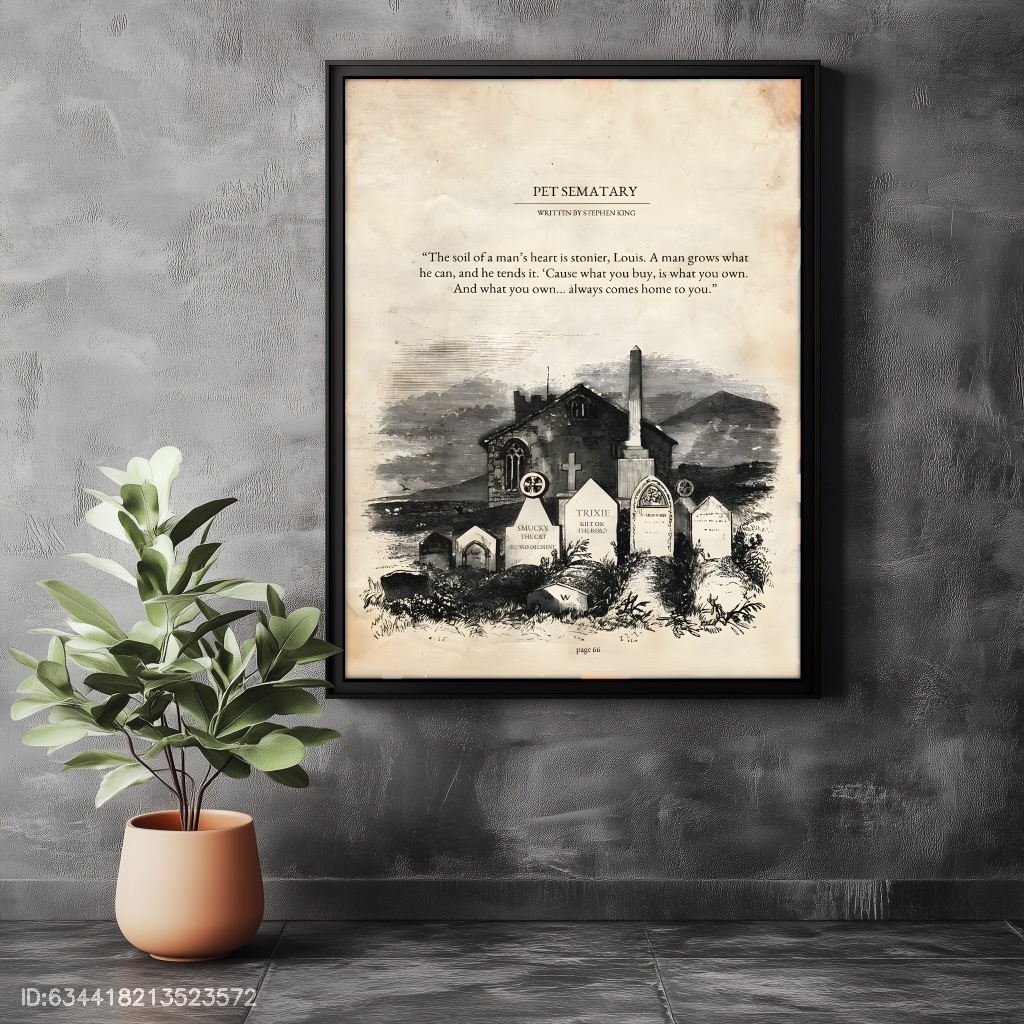 PET SEMATARY
WRITTEN BY STEPHEN KING
“The soil of a man’s heart is stonier, Louis. A man grows what
he can, and he tends it. ‘Cause what you buy, is what you own.
And what you own... always comes home to you.”
TRIXIE
KILT ON
THE ROAD
SMUCKY
THE CAT
W
page 66
ID:634418213523572